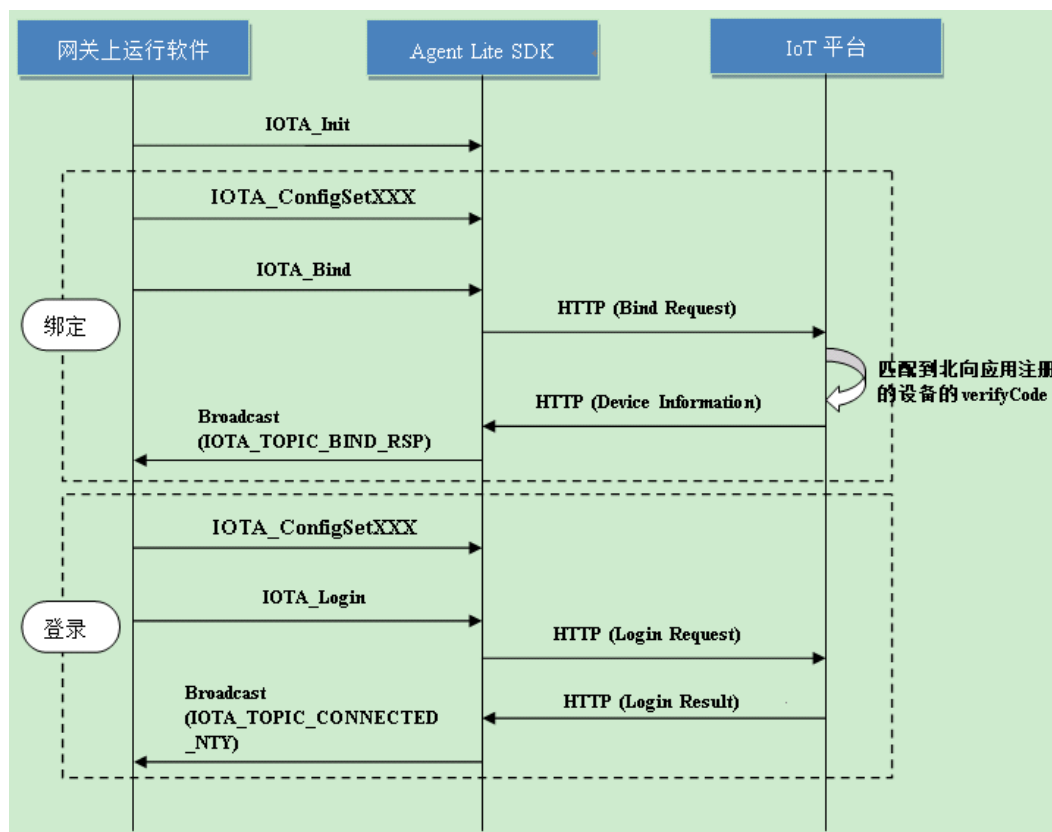 网关上运行软件
Agent Lite SDK
IoT 平台
IOTA_Init
IOTA_ConfigSetXXX
IOTA_Bind
HTTP (Bind Request)
绑定
匹配到北向应用注册
的设备的verifyCode
HTTP (Device Information)
Broadcast
(IOTA_TOPIC_BIND_RSP)
IOTA_ConfigSetXXX
IOTA_Login
登录
HTTP (Login Request)
Broadcast
(IOTA_TOPIC_CONNECTED
_NTY)
HTTP (Login Result)